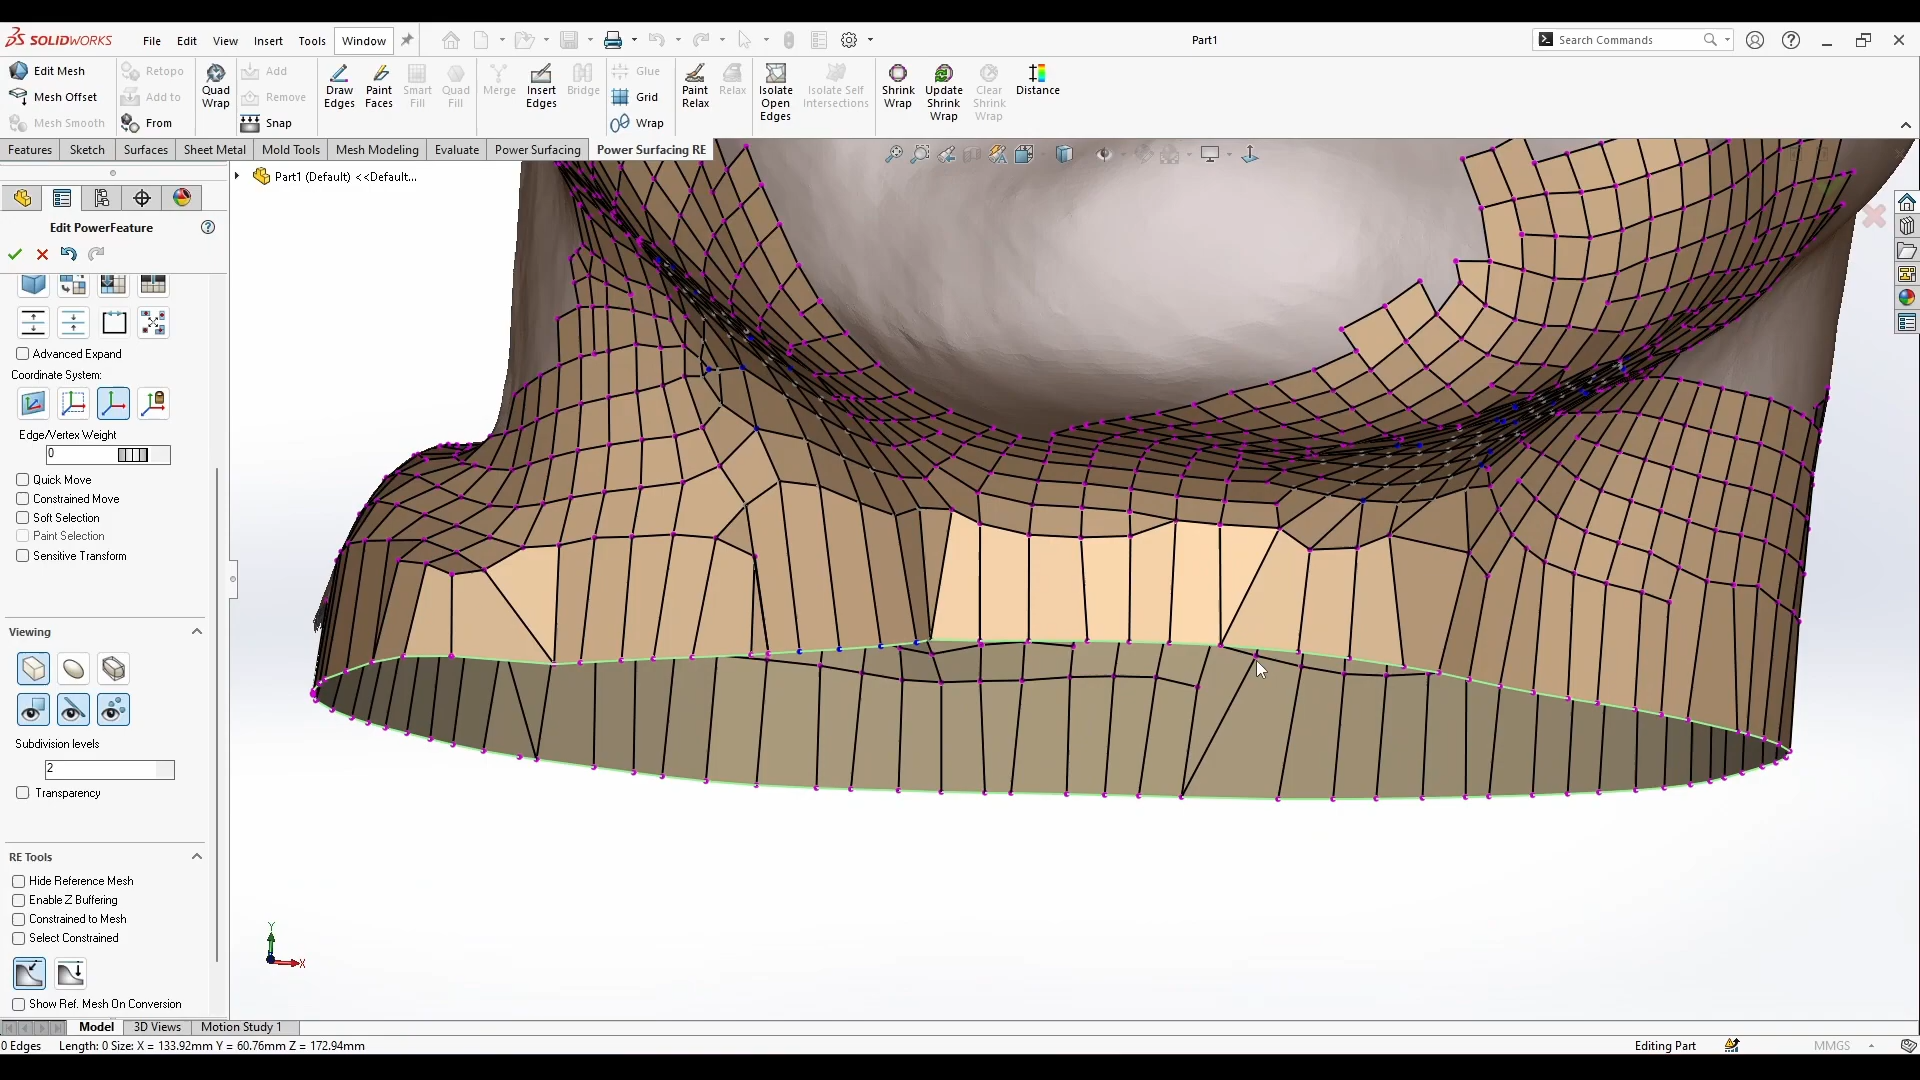 SOLIDWORKS File Edit View Insert Tools Window Part1 Search Commands
Edit Mesh
Mesh Offset
Mesh Smooth
Retopo
Add to
From
Quad
Wrap
Add
Remove
Snap
Draw
Edges
Paint
Faces
Smart
Fill
Quad
Fill
Merge
Insert
Edges
Bridge
Glue
Grid
Wrap
Paint
Relax
Relax
Isolate
Open
Edges
Isolate Self
Intersections
Shrink
Wrap
Update
Shrink
Wrap
Clear
Shrink
Wrap
Distance
Features Sketch Surfaces Sheet Metal Mold Tools Mesh Modeling Evaluate Power Surfacing Power Surfacing RE
Part1 (Default) <<Default...
Edit PowerFeature
Advanced Expand
Coordinate System:
Edge/Vertex Weight
0
Quick Move
Constrained Move
Soft Selection
Paint Selection
Sensitive Transform
Viewing
Subdivision levels
2
Transparency
RE Tools
Hide Reference Mesh
Enable Z Buffering
Constrained to Mesh
Select Constrained
Show Ref. Mesh On Conversion
Y
X
Model 3D Views Motion Study 1
0 Edges Length: 0 Size: X = 133.92mm Y = 60.76mm Z = 172.94mm Editing Part MMGS